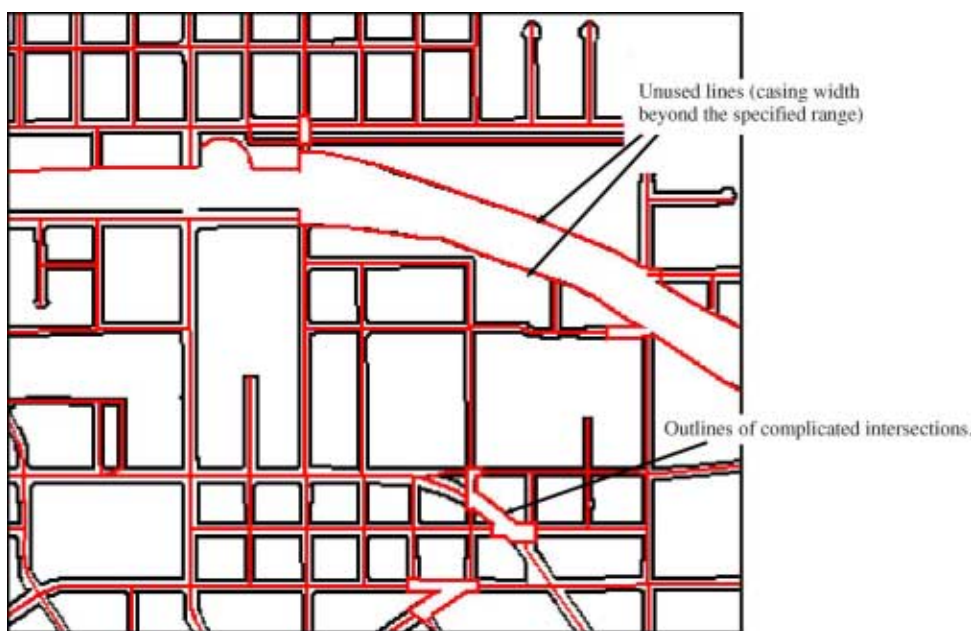 Unused lines (casing width
beyond the specified range)
Outlines of complicated intersections.